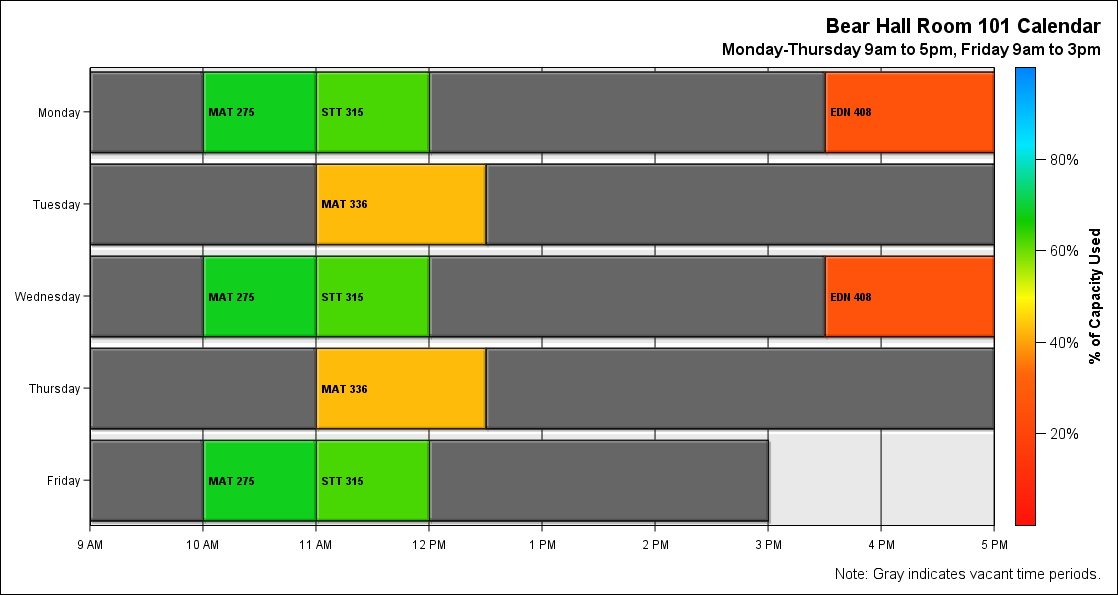 Bear Hall Room 101 Calendar
Monday-Thursday 9am to 5pm, Friday 9am to 3pm
Monday
MAT 275
STT 315
EDN 408
Tuesday
MAT 336
Wednesday
MAT 275
STT 315
EDN 408
Thursday
MAT 336
Friday
MAT 275
STT 315
9 AM
10 AM
11 AM
12 PM
1 PM
2 PM
3 PM
4 PM
5 PM
80%
60%
40%
20%
% of Capacity Used
Note: Gray indicates vacant time periods.